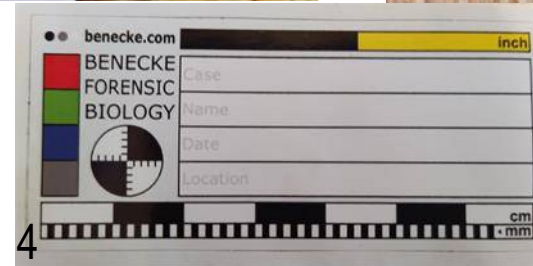 benecke.com
inch
BENECKE
FORENSIC
BIOLOGY
Case
Name
Date
Location
cm
mm
4